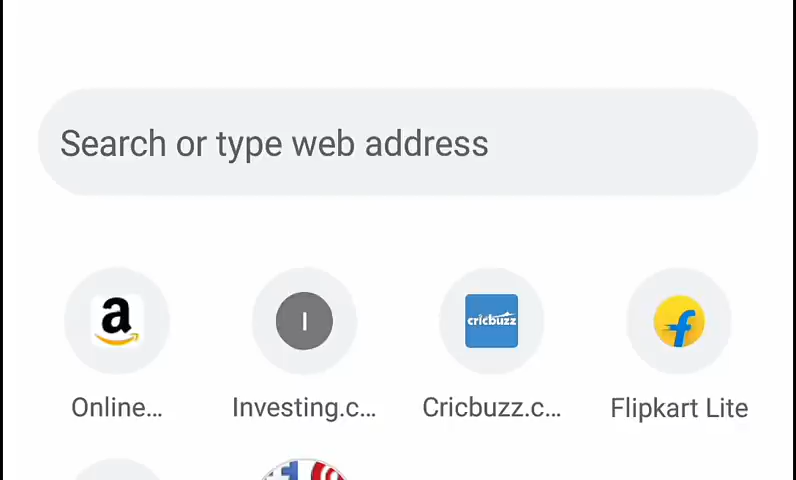 Search or type web address
a
I
cricbuzz
f
Online...
Investing.c...
Cricbuzz.c...
Flipkart Lite